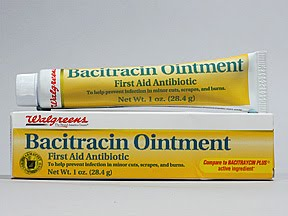 Walgreens
Bacitracin Ointment
First Aid Antibiotic
To help prevent infection in minor cuts, scrapes, and burns.
Net Wt. 1 oz. (28.4 g)
Walgreens
Bacitracin Ointment
First Aid Antibiotic
To help prevent infection in minor cuts, scrapes, and burns.
Net Wt. 1 oz. (28.4 g)
Compare to BACITRAYCIN PLUS®
active ingredient*